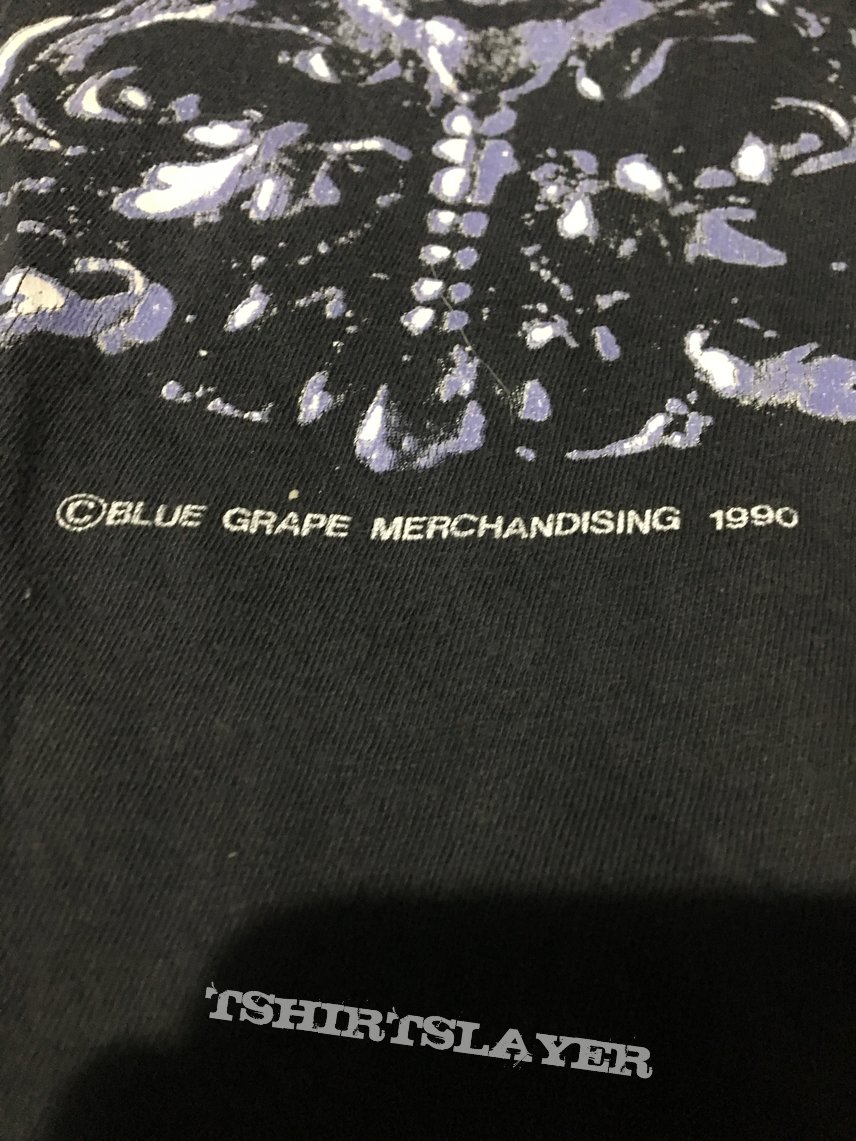 ©BLUE GRAPE MERCHANDISING 1990
TSHIRTSLAYER